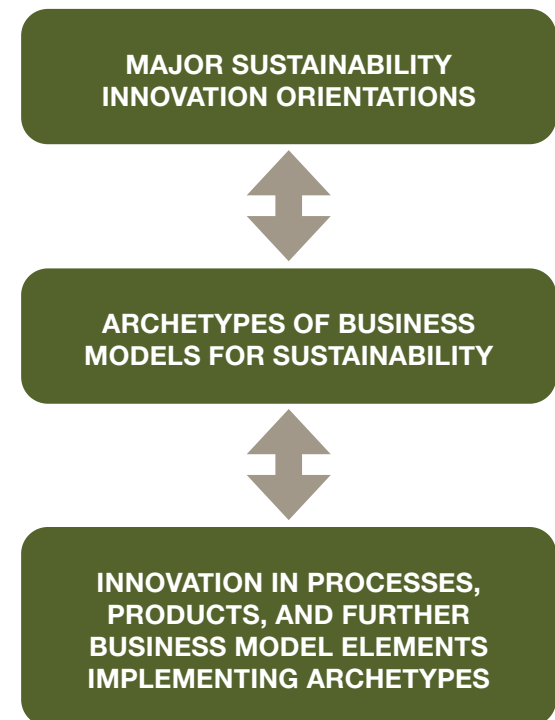 MAJOR SUSTAINABILITY
INNOVATION ORIENTATIONS
ARCHETYPES OF BUSINESS
MODELS FOR SUSTAINABILITY
INNOVATION IN PROCESSES,
PRODUCTS, AND FURTHER
BUSINESS MODEL ELEMENTS
IMPLEMENTING ARCHETYPES